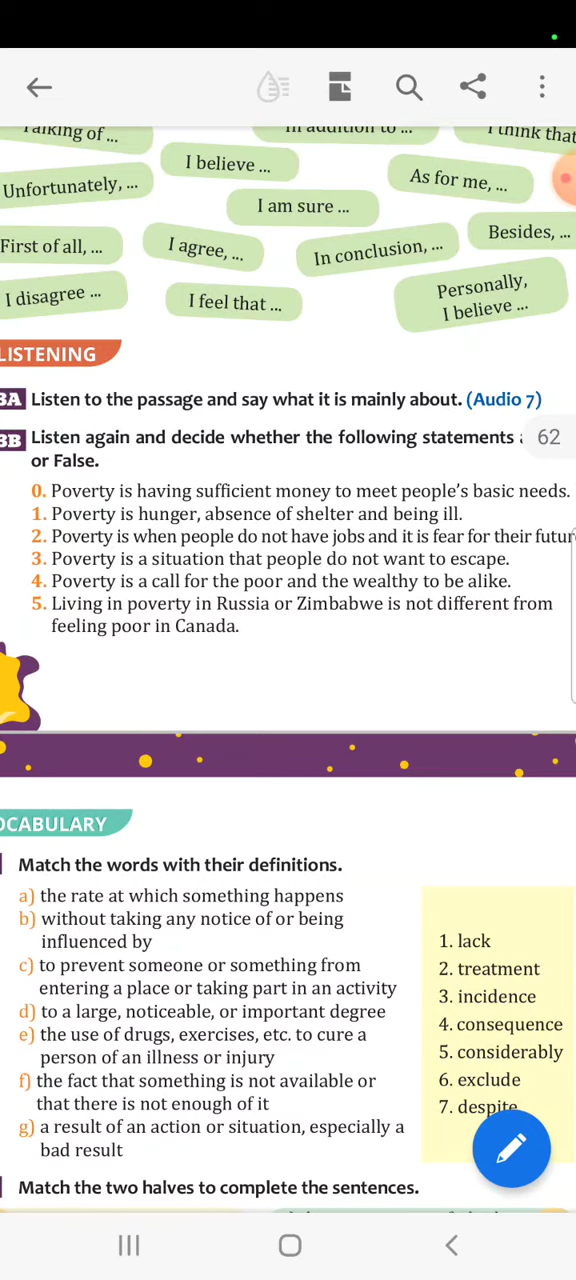 Talking of ...
In addition to ...
I think that
I believe ...
As for me, ...
Unfortunately, ...
I am sure ...
Besides, ...
First of all, ...
I agree, ...
In conclusion, ...
I disagree ...
I feel that ...
Personally,
I believe ...
LISTENING
3A Listen to the passage and say what it is mainly about. (Audio 7)
3B Listen again and decide whether the following statements
62
or False.
0. Poverty is having sufficient money to meet people's basic needs.
1. Poverty is hunger, absence of shelter and being ill.
2. Poverty is when people do not have jobs and it is fear for their futur
3. Poverty is a situation that people do not want to escape.
4. Poverty is a call for the poor and the wealthy to be alike.
5. Living in poverty in Russia or Zimbabwe is not different from
feeling poor in Canada.
OCABULARY
Match the words with their definitions.
a) the rate at which something happens
b) without taking any notice of or being
influenced by
c) to prevent someone or something from
entering a place or taking part in an activity
d) to a large, noticeable, or important degree
e) the use of drugs, exercises, etc. to cure a
person of an illness or injury
f) the fact that something is not available or
that there is not enough of it
g) a result of an action or situation, especially a
bad result
1. lack
2. treatment
3. incidence
4. consequence
5. considerably
6. exclude
7. despite
Match the two halves to complete the sentences.